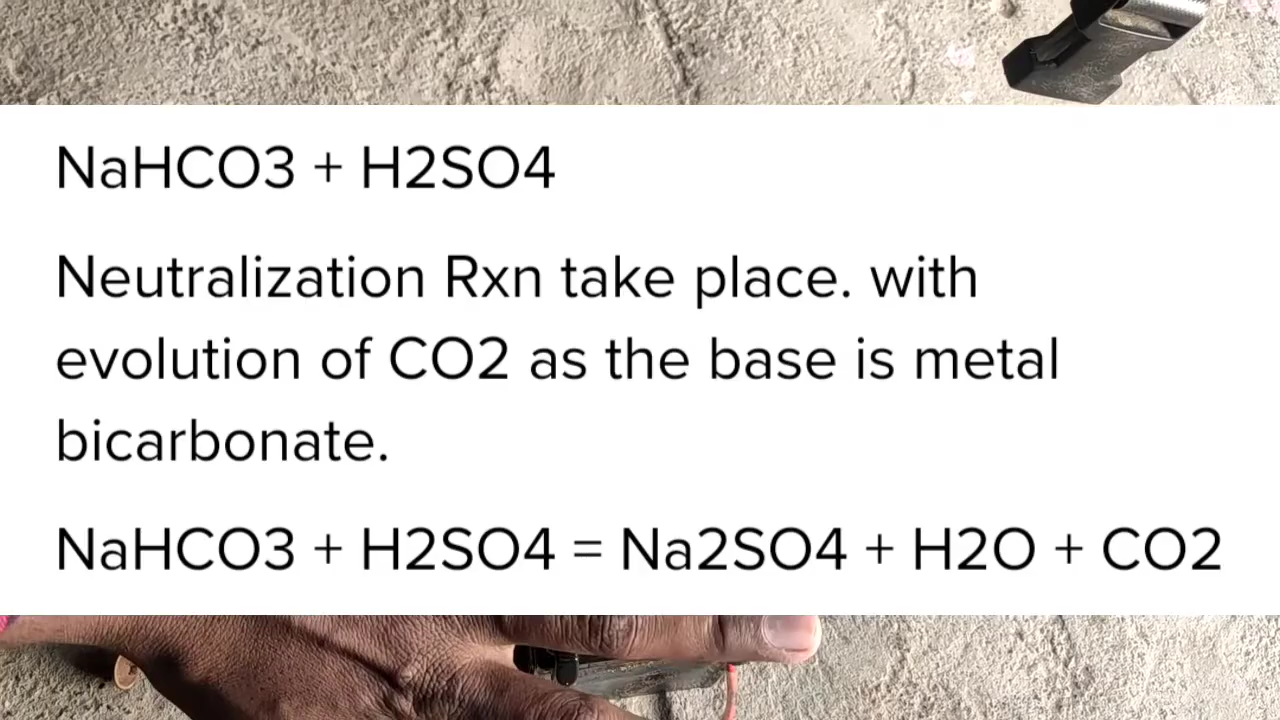 NaHCO3 + H2SO4
Neutralization Rxn take place. with
evolution of CO2 as the base is metal
bicarbonate.
NaHCO3 + H2SO4 = Na2SO4 + H2O + CO2